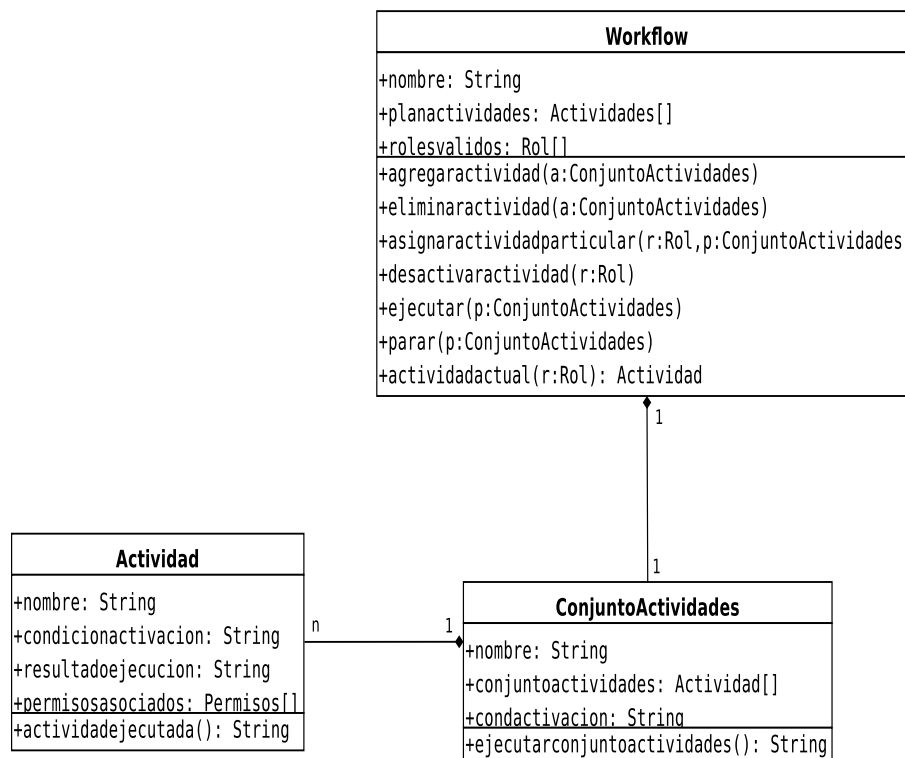 Workflow
+nombre: String
+planactividades: Actividades[]
+rolesvalidos: Rol[]
+agregaractividad(a:ConjuntoActividades)
+eliminaractividad(a:ConjuntoActividades)
+asignaractividadparticular(r:Rol,p:ConjuntoActividades
+desactivaractividad(r:Rol)
+ejecutar(p:ConjuntoActividades)
+parar(p:ConjuntoActividades)
+actividadactual(r:Rol): Actividad
1
1
Actividad
+nombre: String
+condicionactivacion: String
+resultadoejecucion: String
+permisosasociados: Permisos[]
+actividadejecutada(): String
n
1
ConjuntoActividades
+nombre: String
+conjuntoactividades: Actividad[]
+condactivacion: String
+ejecutarconjuntoactividades(): String